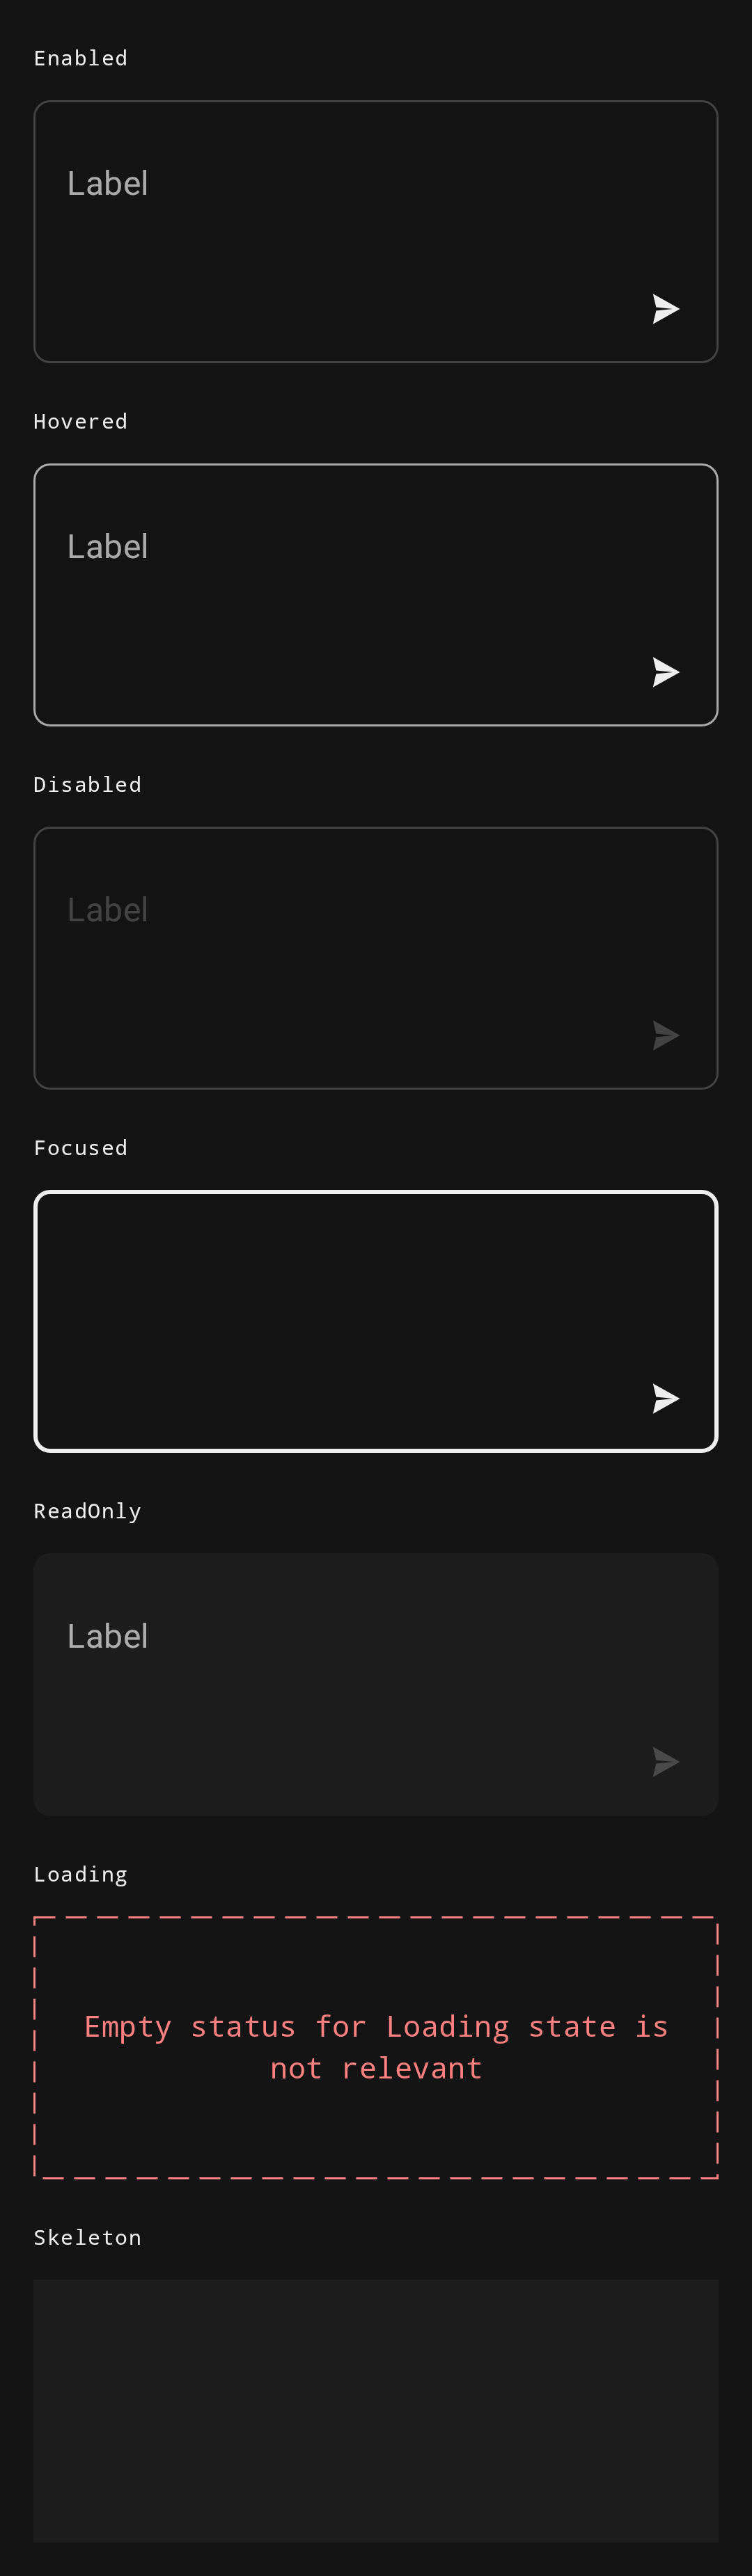 Enabled
Label
Hovered
Label
Disabled
Label
Focused
ReadOnly
Label
Loading
Empty status for Loading state is
not relevant
Skeleton